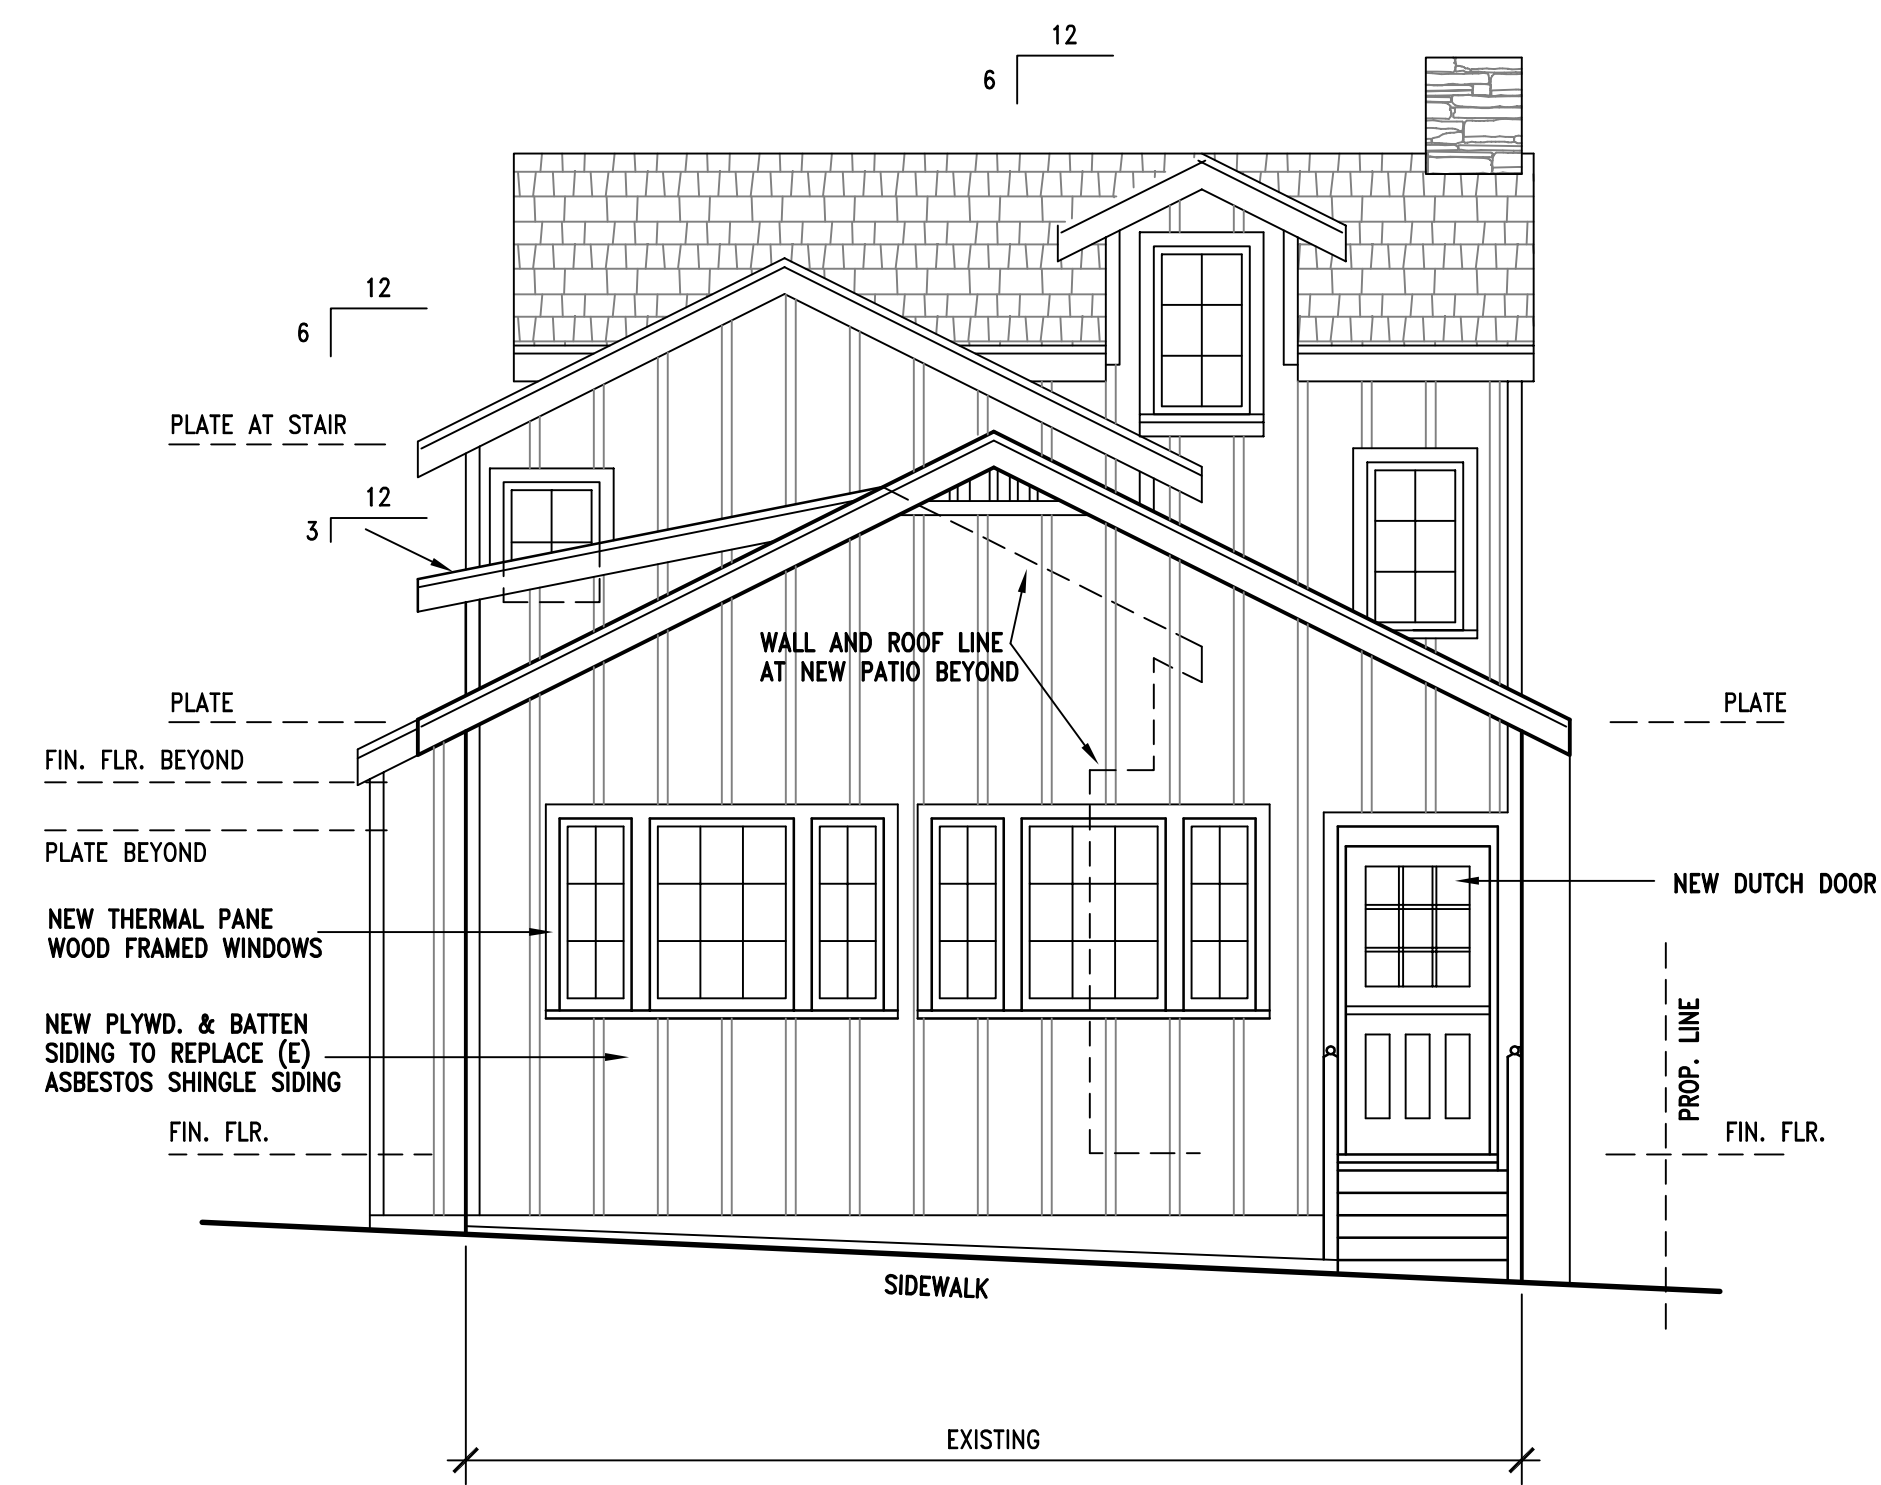 12
6
12
6
PLATE AT STAIR
12
3
WALL AND ROOF LINE
AT NEW PATIO BEYOND
PLATE
PLATE
FIN. FLR. BEYOND
PLATE BEYOND
NEW DUTCH DOOR
NEW THERMAL PANE
WOOD FRAMED WINDOWS
NEW PLYWD. & BATTEN
SIDING TO REPLACE (E)
ASBESTOS SHINGLE SIDING
PROP. LINE
FIN. FLR.
FIN. FLR.
SIDEWALK
EXISTING